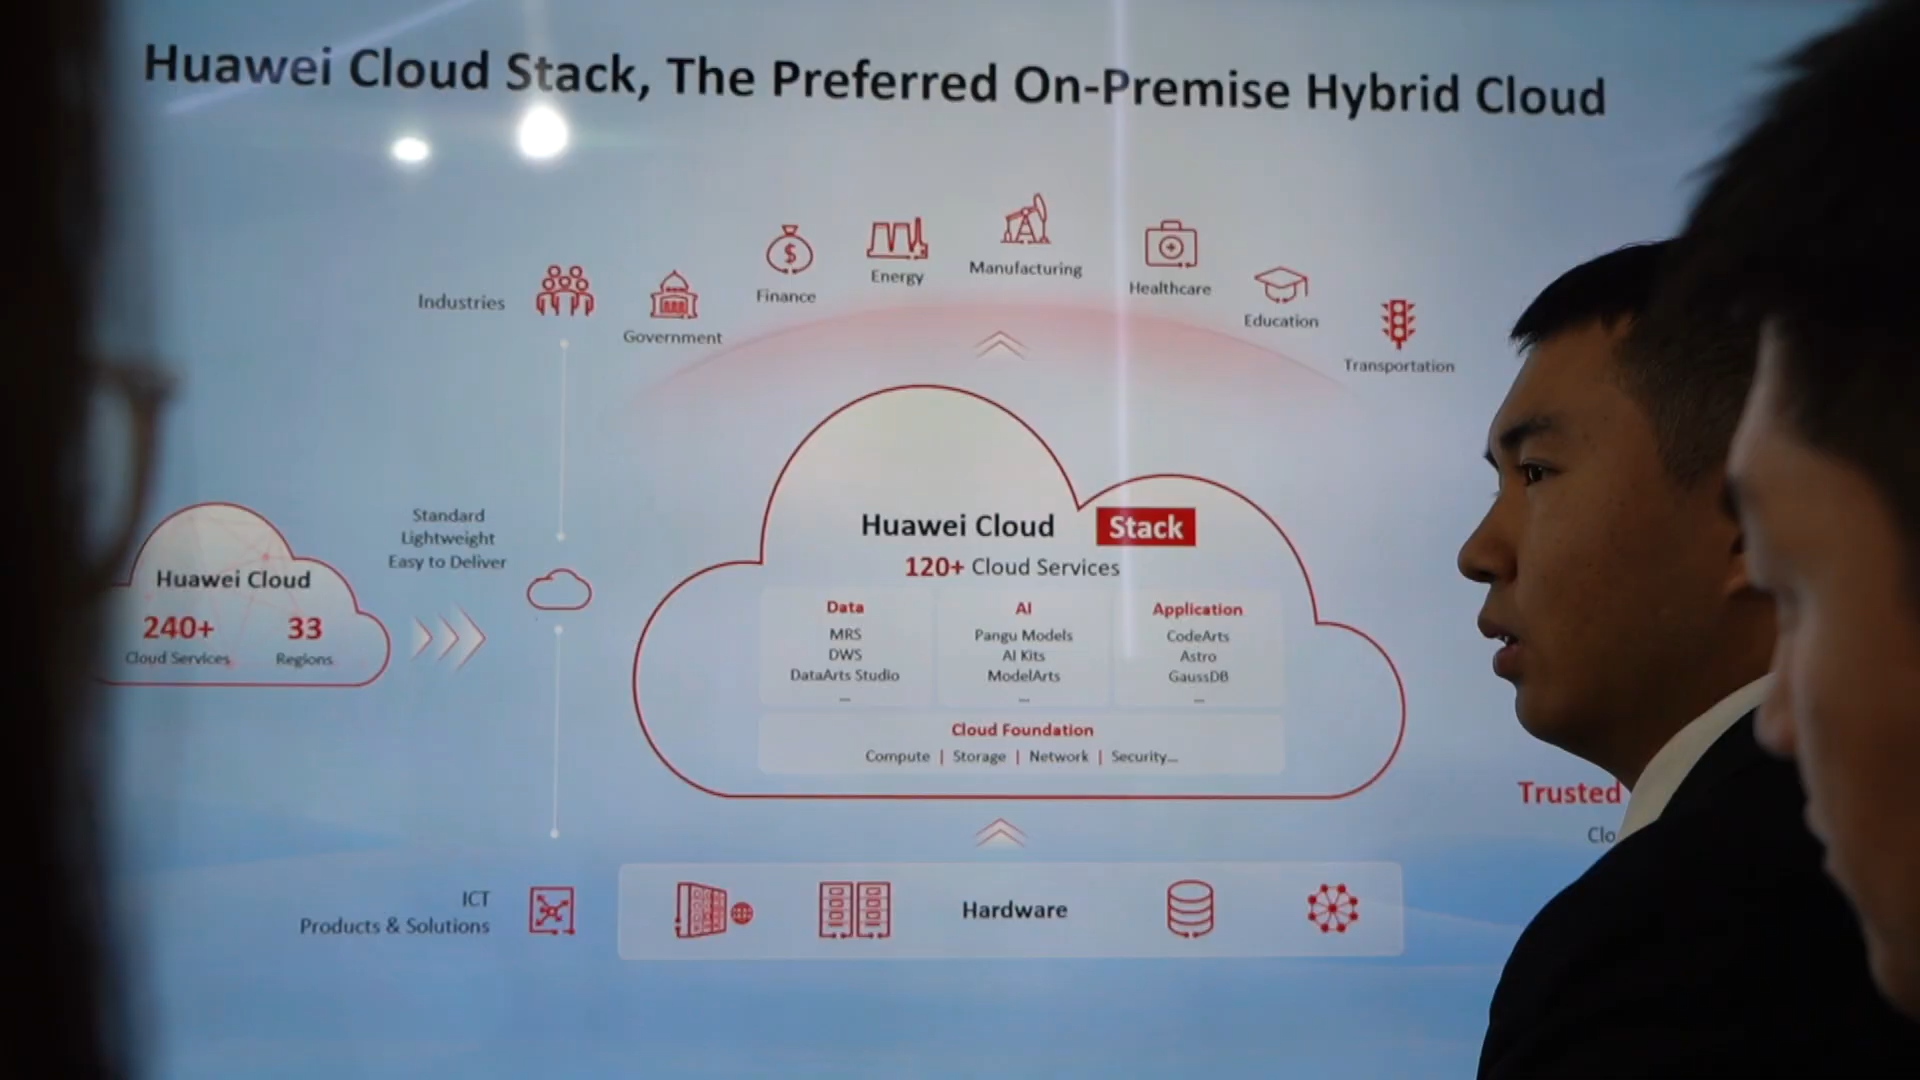 Huawei Cloud Stack, The Preferred On-Premise Hybrid Cloud
Industries
Government
Finance
Energy
Manufacturing
Healthcare
Education
Transportation
Standard
Lightweight
Easy to Deliver
Huawei Cloud
240+
Cloud Services
33
Regions
Huawei Cloud Stack
120+ Cloud Services
Data
MRS
DWS
DataArts Studio
...
AI
Pangu Models
AI Kits
ModelArts
...
Application
CodeArts
Astro
GaussDB
...
Cloud Foundation
Compute | Storage | Network | Security...
Trusted
Clo
ICT
Products & Solutions
Hardware